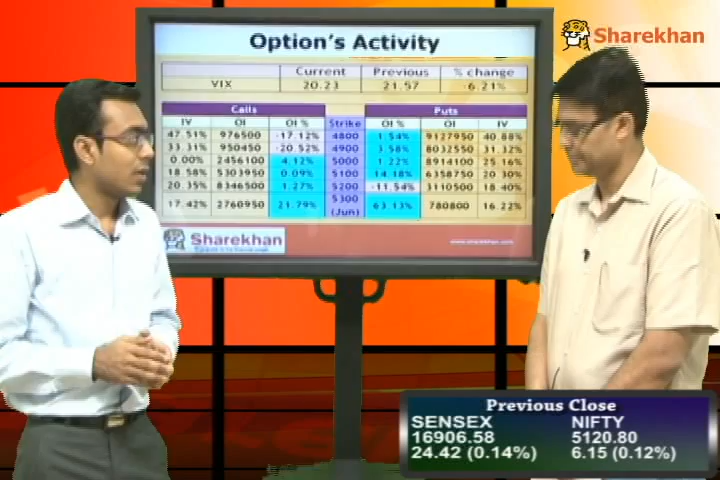 Option's Activity
Sharekhan
Current Previous % change
VIX 20.23 21.57 -6.21%
Calls Puts
IV OI OI % Strike OI % OI IV
47.51% 976500 -17.12% 4800 1.54% 9127950 40.88%
33.31% 950450 -20.52% 4900 3.58% 8032550 31.32%
0.00% 2456100 4.12% 5000 1.22% 8914100 25.16%
18.58% 5303950 0.09% 5100 14.18% 6358750 20.30%
20.35% 8346500 1.27% 5200 -11.54% 3110500 18.40%
17.42% 2760950 21.79% 5300 63.13% 780800 16.22%
(Jun)
Sharekhan
www.sharekhan.com
Previous Close
SENSEX NIFTY
16906.58 5120.80
24.42 (0.14%) 6.15 (0.12%)